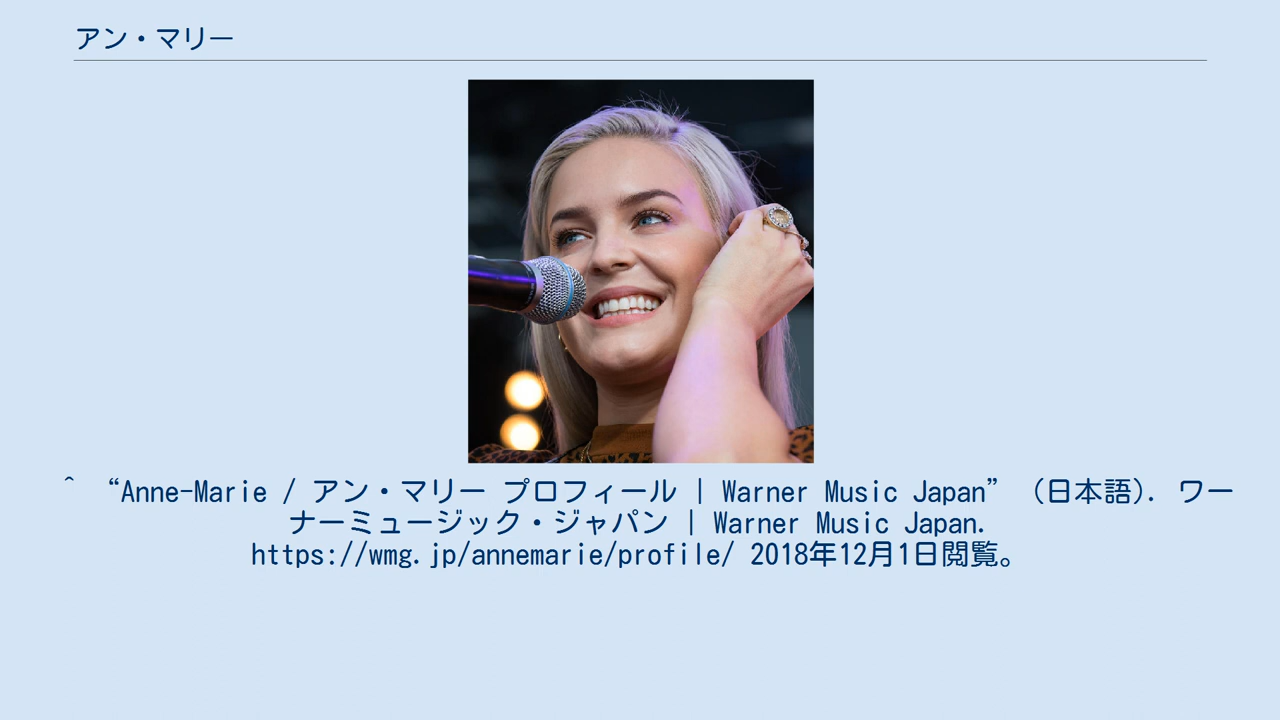 アン・マリー
^ “Anne-Marie / アン・マリー プロフィール | Warner Music Japan” (日本語). ワー
ナーミュージック・ジャパン | Warner Music Japan.
https://wmg.jp/annemarie/profile/ 2018年12月1日閲覧。